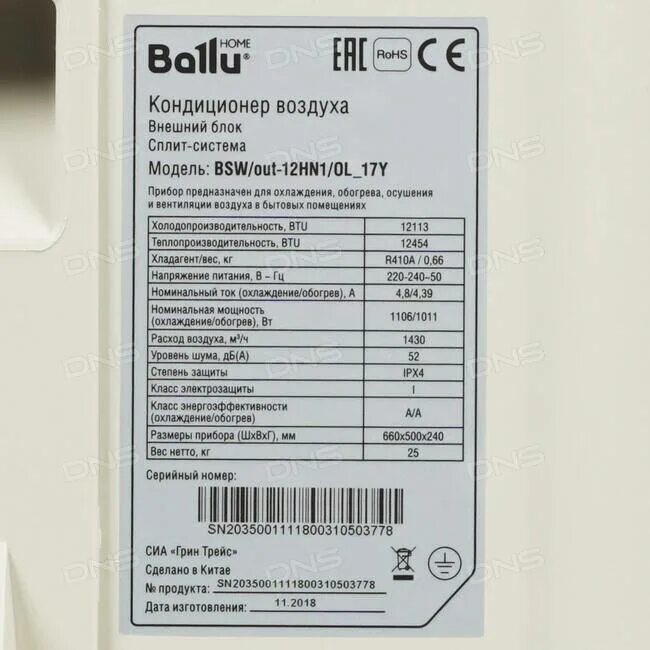 Ballu® HOME EAC RoHS CE
Кондиционер воздуха
Внешний блок
Сплит-система
Модель: BSW/out-12HN1/OL_17Y
Прибор предназначен для охлаждения, обогрева, осушения
и вентиляции воздуха в бытовых помещениях
Холодопроизводительность, BTU 12113
Теплопроизводительность, BTU 12454
Хладагент/вес, кг R410A / 0,66
Напряжение питания, В ~ Гц 220-240~50
Номинальный ток (охлаждение/обогрев), А 4,8/4,39
Номинальная мощность
(охлаждение/обогрев), Вт 1106/1011
Расход воздуха, м³/ч 1430
Уровень шума, дБ(А) 52
Степень защиты IPX4
Класс электрозащиты I
Класс энергоэффективности
(охлаждение/обогрев) A/A
Размеры прибора (ШхВхГ), мм 660x500x240
Вес нетто, кг 25
Серийный номер:
SN2035001111800310503778
СИА «Грин Трейс»
Сделано в Китае
№ продукта: SN2035001111800310503778
Дата изготовления: 11.2018
DNS